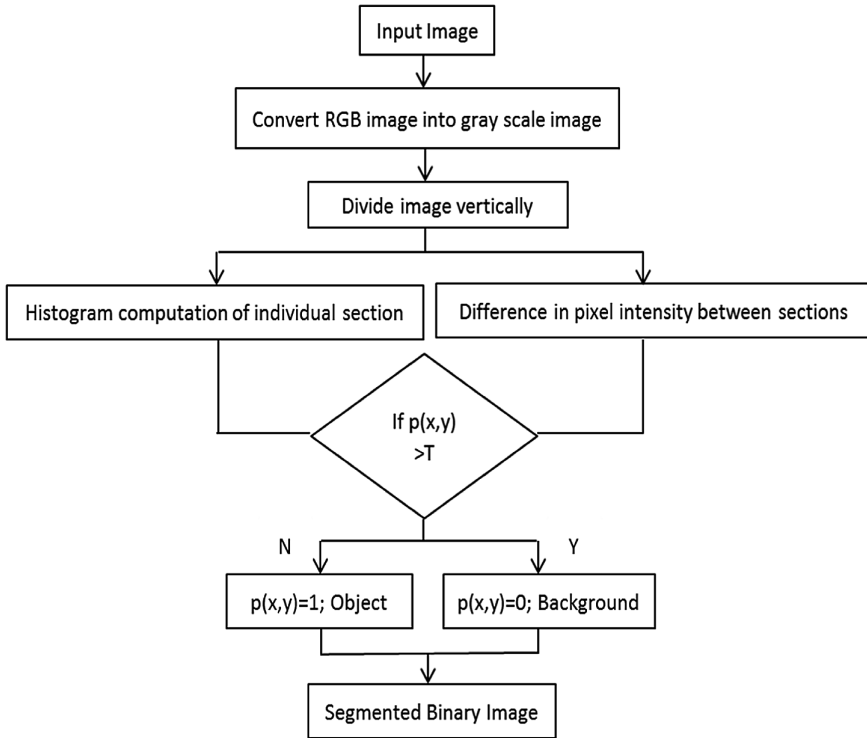 Input Image
Convert RGB image into gray scale image
Divide image vertically
Histogram computation of individual section
Difference in pixel intensity between sections
If p(x,y)
>T
N
Y
p(x,y)=1; Object
p(x,y)=0; Background
Segmented Binary Image